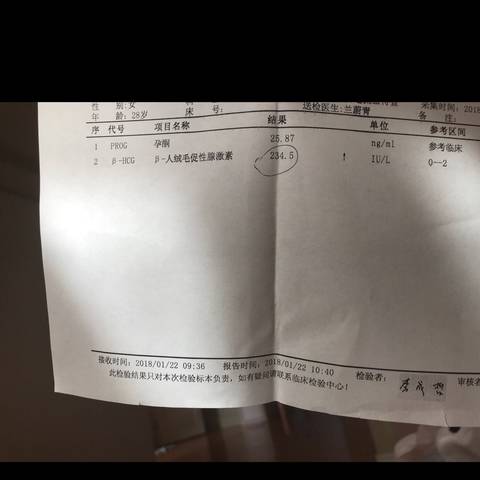 性 别:女 采集时间:2018
年 龄:28岁 床 号: 送检医生:兰蔚青 备 注:
序 代号 项目名称 结果 单位 参考区间
1 PROG 孕酮 25.87 ng/ml 参考临床
2 β-HCG β-人绒毛促性腺激素 234.5 ! IU/L 0--2
接收时间:2018/01/22 09:36 报告时间:2018/01/22 10:40 检验者: 审核者
此检验结果只对本次检验标本负责，如有疑问请联系临床检验中心!